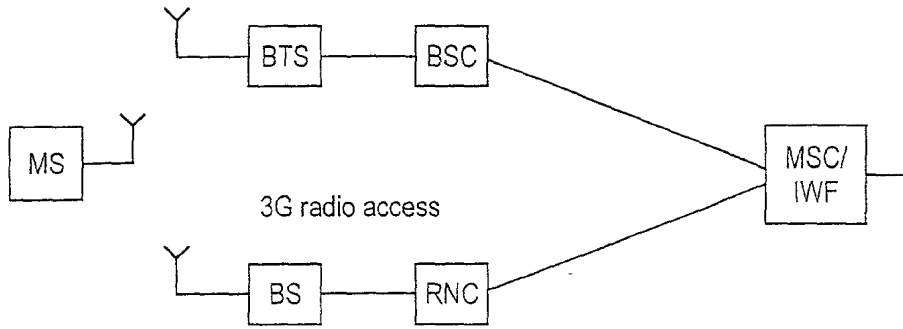 BTS
BSC
MS
MSC/
IWF
3G radio access
BS
RNC